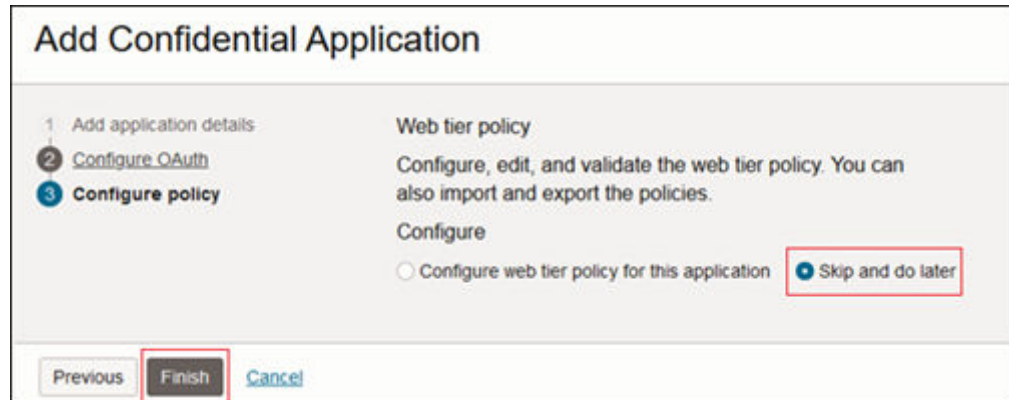 Add Confidential Application
1 Add application details
2 Configure OAuth
3 Configure policy
Web tier policy
Configure, edit, and validate the web tier policy. You can
also import and export the policies.
Configure
Configure web tier policy for this application Skip and do later
Previous Finish Cancel